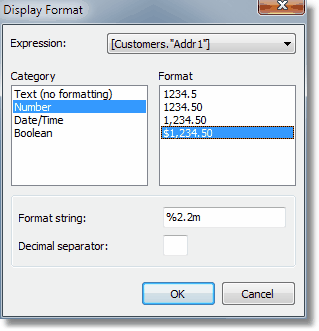 Display Format
Expression: [Customers."Addr1"]
Category Format
Text (no formatting) 1234.5
Number 1234.50
Date/Time 1,234.50
Boolean $1,234.50
Format string: %2.2m
Decimal separator:
OK Cancel